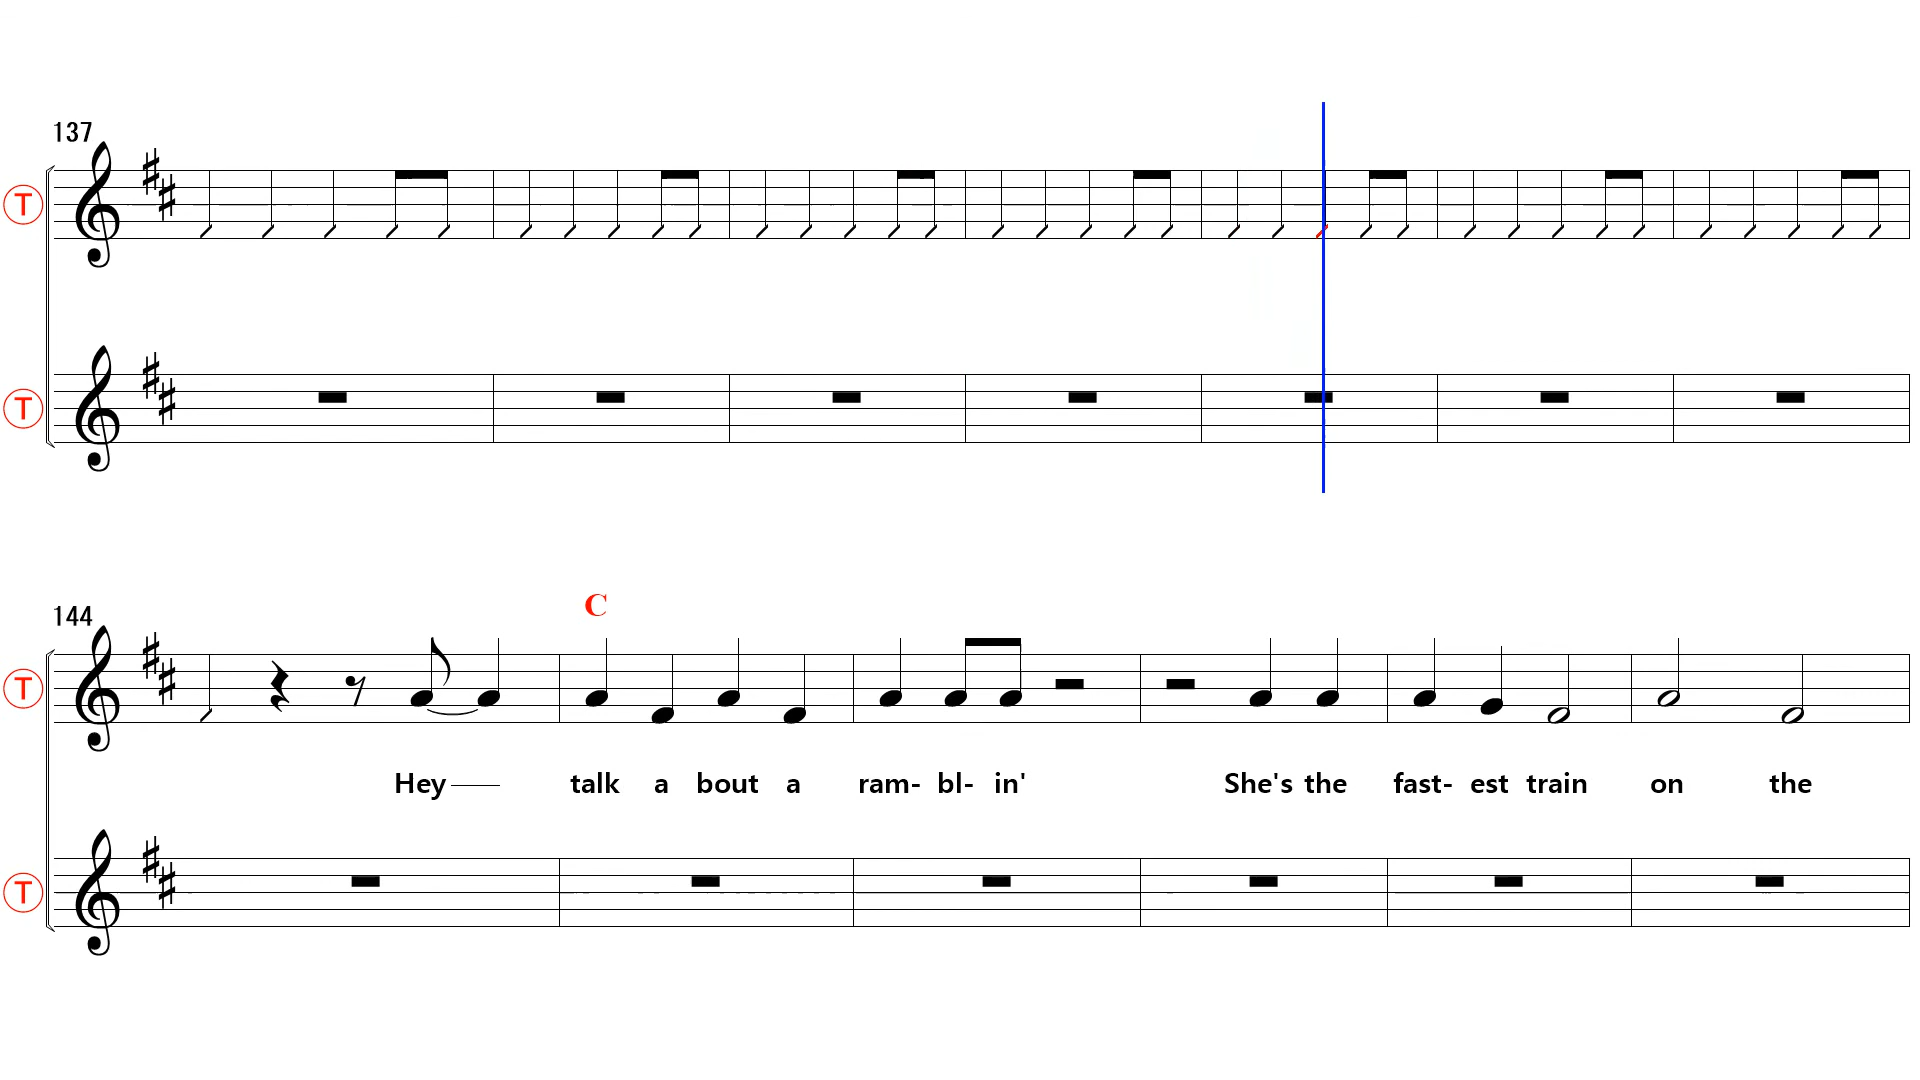 137
T
T
144
C
T
Hey talk a bout a ram- bl- in' She's the fast- est train on the
T